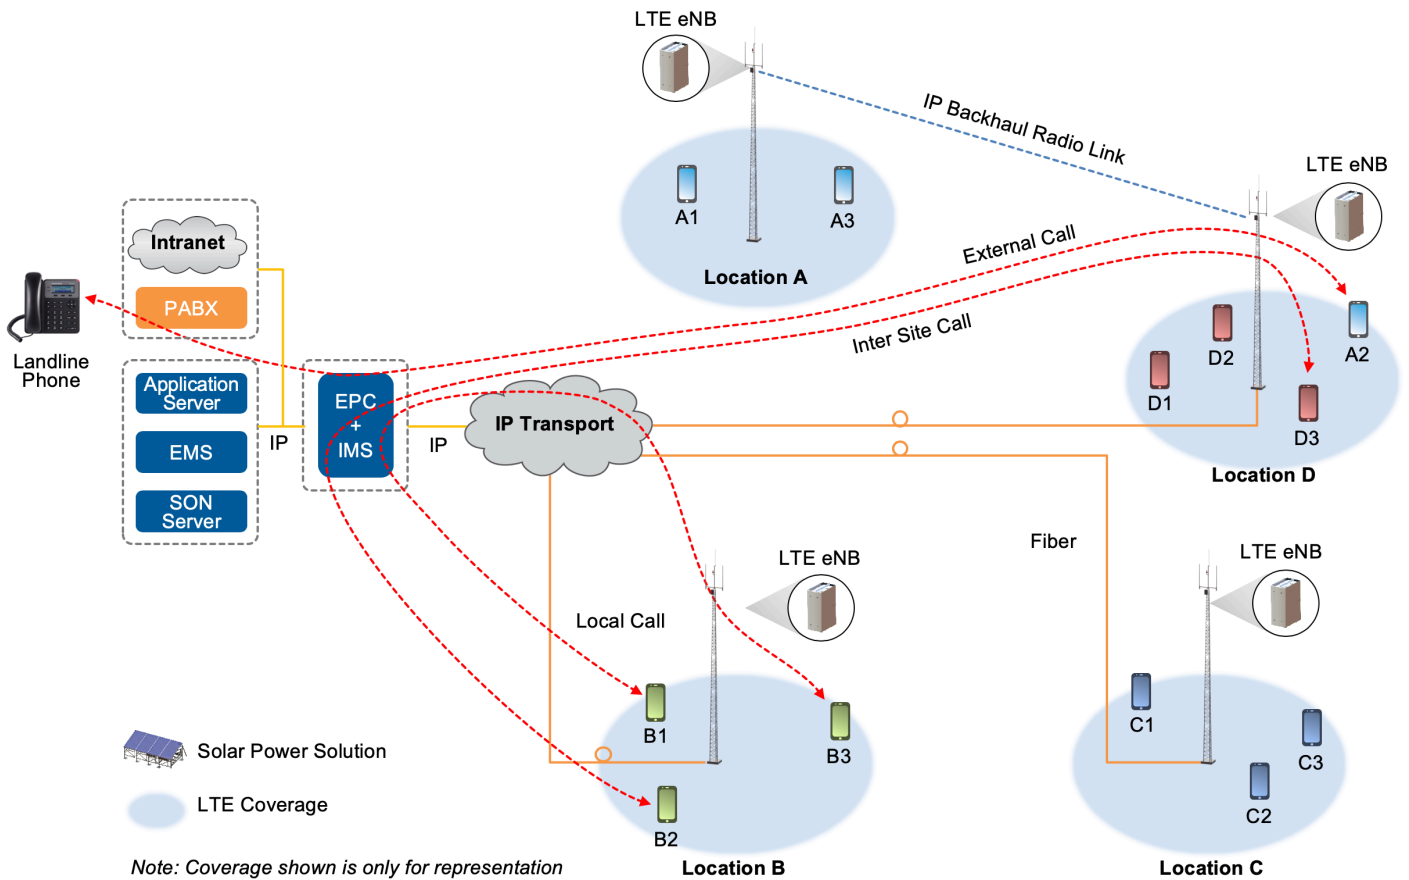 LTE eNB
IP Backhaul Radio Link
LTE eNB
A1
A3
Location A
Intranet
PABX
Landline
Phone
External Call
Inter Site Call
D2
A2
D1
D3
Location D
Application
Server
EMS
SON
Server
IP
EPC
+
IMS
IP
IP Transport
Fiber
LTE eNB
LTE eNB
Local Call
B1
B3
B2
Location B
C1
C3
C2
Location C
Solar Power Solution
LTE Coverage
Note: Coverage shown is only for representation